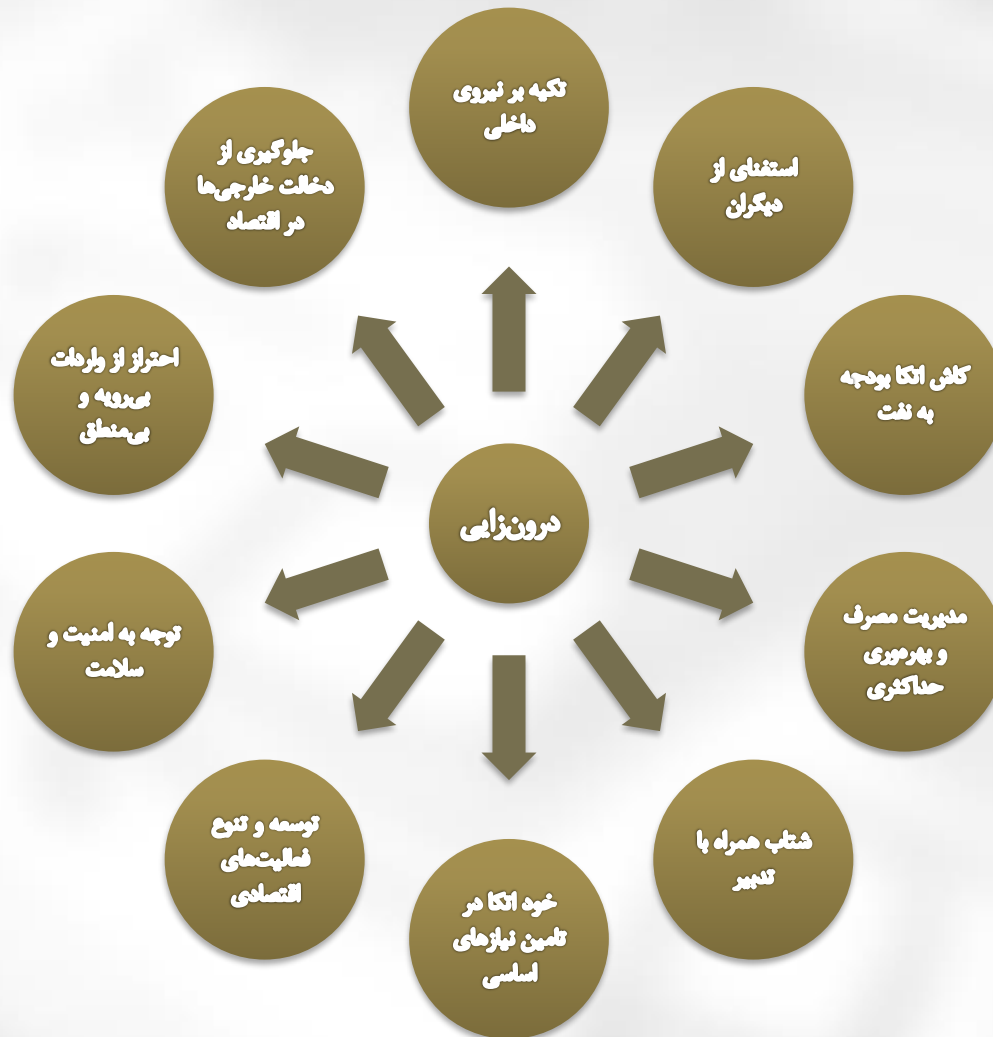 تکیه بر نیروی
داخلی
استغنای از
دیگران
کاش اتکا بودجه
به نفت
مدیریت مصرف
و بهره‌وری
حداکثری
شتاب همراه با
تدبیر
خود اتکا در
تامین نیازهای
اساسی
توسعه و تنوع
فعالیت‌های
اقتصادی
توجه به امنیت و
سلامت
احتراز از واردات
بی‌رویه و
بی‌منطق
جلوگیری از
دخالت خارجی‌ها
در اقتصاد
درون‌زایی